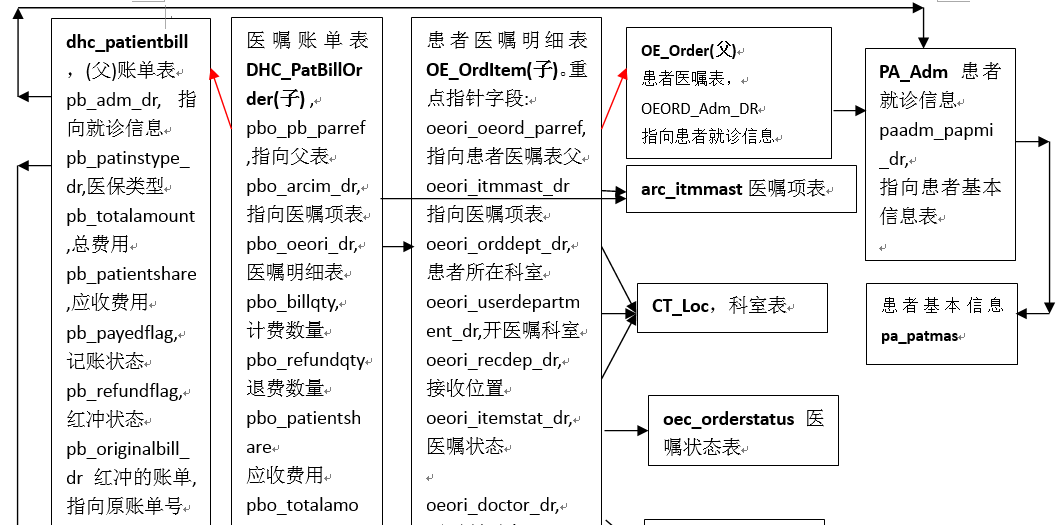 dhc_patientbill
，(父)账单表
pb_adm_dr, 指
向就诊信息
pb_patinstype_
dr,医保类型
pb_totalamount
,总费用
pb_patientshare
,应收费用
pb_payedflag,
记账状态
pb_refundflag,
红冲状态
pb_originalbill_
dr 红冲的账单,
指向原账单号
医嘱账单表
DHC_PatBillOr
der(子) ,
pbo_pb_parref
,指向父表
pbo_arcim_dr,
指向医嘱项表
pbo_oeori_dr,
医嘱明细表
pbo_billqty,
计费数量
pbo_refundqty
退费数量
pbo_patientsh
are
应收费用
pbo_totalamo
患者医嘱明细表
OE_OrdItem(子)。重
点指针字段:
oeori_oeord_parref,
指向患者医嘱表父
oeori_itmmast_dr
指向医嘱项表
oeori_orddept_dr,
患者所在科室
oeori_userdepartm
ent_dr,开医嘱科室
oeori_recdep_dr,
接收位置
oeori_itemstat_dr,
医嘱状态
oeori_doctor_dr,
OE_Order(父)
患者医嘱表，
OEORD_Adm_DR
指向患者就诊信息
arc_itmmast 医嘱项表
CT_Loc，科室表
oec_orderstatus 医
嘱状态表
PA_Adm 患者
就诊信息
paadm_papmi
_dr,
指向患者基本
信息表
患者基本信息
pa_patmas